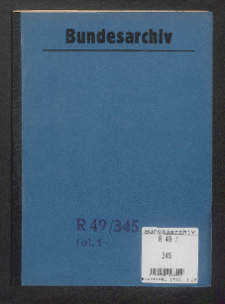 Bundesarchiv
R 49/345
fol. 1-
Bundesarchiv
R 49 /
345